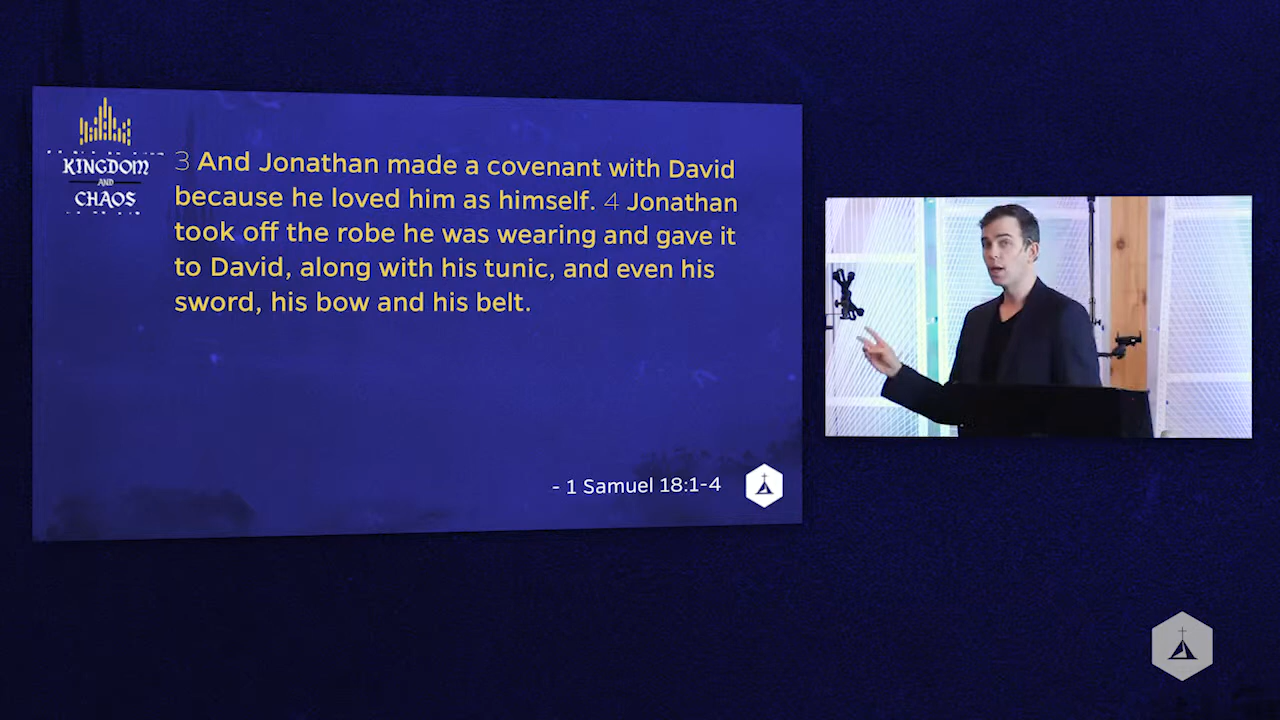 KINGDOM
AND
CHAOS
3 And Jonathan made a covenant with David
because he loved him as himself. 4 Jonathan
took off the robe he was wearing and gave it
to David, along with his tunic, and even his
sword, his bow and his belt.
- 1 Samuel 18:1-4